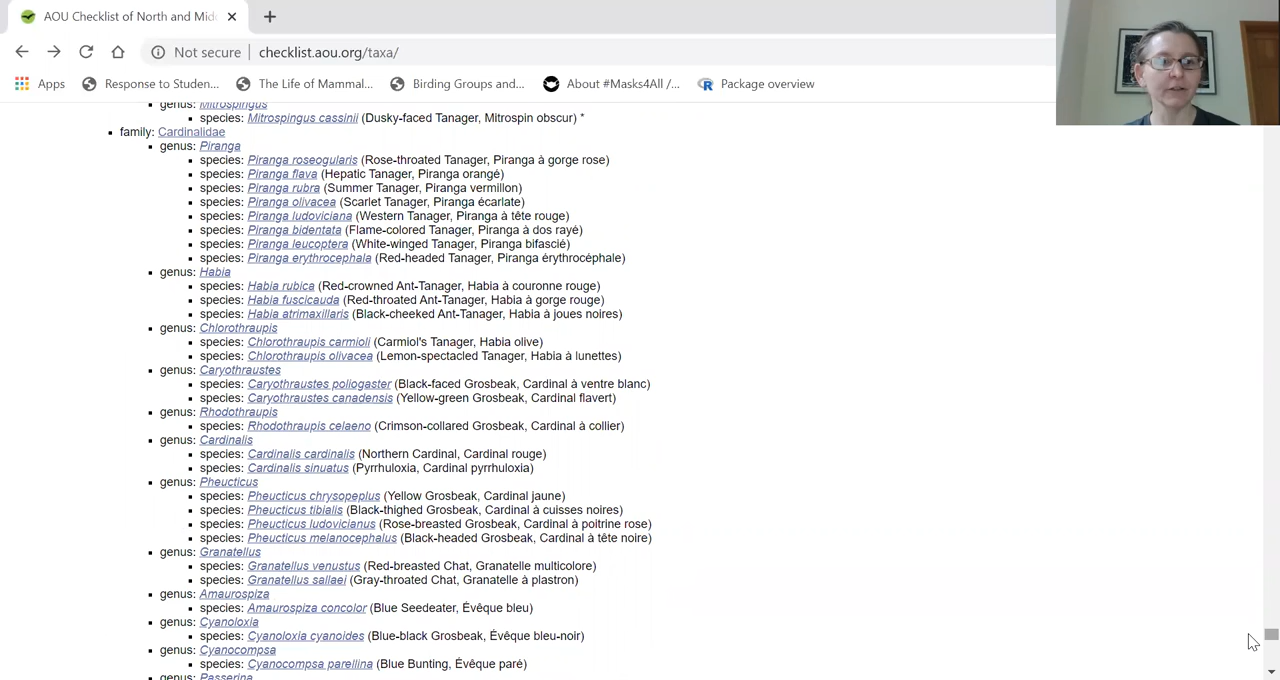 AOU Checklist of North and Mid
Not secure
checklist.aou.org/taxa/
Apps
Response to Studen...
The Life of Mammal...
Birding Groups and...
About #Masks4All /...
Package overview
genus: Mitrospingus
species: Mitrospingus cassinii (Dusky-faced Tanager, Mitrospin obscur) *
family: Cardinalidae
genus: Piranga
species: Piranga roseogularis (Rose-throated Tanager, Piranga à gorge rose)
species: Piranga flava (Hepatic Tanager, Piranga orangé)
species: Piranga rubra (Summer Tanager, Piranga vermillon)
species: Piranga olivacea (Scarlet Tanager, Piranga écarlate)
species: Piranga ludoviciana (Western Tanager, Piranga à tête rouge)
species: Piranga bidentata (Flame-colored Tanager, Piranga à dos rayé)
species: Piranga leucoptera (White-winged Tanager, Piranga bifascié)
species: Piranga erythrocephala (Red-headed Tanager, Piranga érythrocéphale)
genus: Habia
species: Habia rubica (Red-crowned Ant-Tanager, Habia à couronne rouge)
species: Habia fuscicauda (Red-throated Ant-Tanager, Habia à gorge rouge)
species: Habia atrimaxillaris (Black-cheeked Ant-Tanager, Habia à joues noires)
genus: Chlorothraupis
species: Chlorothraupis carmioli (Carmiol's Tanager, Habia olive)
species: Chlorothraupis olivacea (Lemon-spectacled Tanager, Habia à lunettes)
genus: Caryothraustes
species: Caryothraustes poliogaster (Black-faced Grosbeak, Cardinal à ventre blanc)
species: Caryothraustes canadensis (Yellow-green Grosbeak, Cardinal flavert)
genus: Rhodothraupis
species: Rhodothraupis celaeno (Crimson-collared Grosbeak, Cardinal à collier)
genus: Cardinalis
species: Cardinalis cardinalis (Northern Cardinal, Cardinal rouge)
species: Cardinalis sinuatus (Pyrrhuloxia, Cardinal pyrrhuloxia)
genus: Pheucticus
species: Pheucticus chrysopeplus (Yellow Grosbeak, Cardinal jaune)
species: Pheucticus tibialis (Black-thighed Grosbeak, Cardinal à cuisses noires)
species: Pheucticus ludovicianus (Rose-breasted Grosbeak, Cardinal à poitrine rose)
species: Pheucticus melanocephalus (Black-headed Grosbeak, Cardinal à tête noire)
genus: Granatellus
species: Granatellus venustus (Red-breasted Chat, Granatelle multicolore)
species: Granatellus sallaei (Gray-throated Chat, Granatelle à plastron)
genus: Amaurospiza
species: Amaurospiza concolor (Blue Seedeater, Évêque bleu)
genus: Cyanoloxia
species: Cyanoloxia cyanoides (Blue-black Grosbeak, Évêque bleu-noir)
genus: Cyanocompsa
species: Cyanocompsa parellina (Blue Bunting, Évêque paré)
genus: Passerina